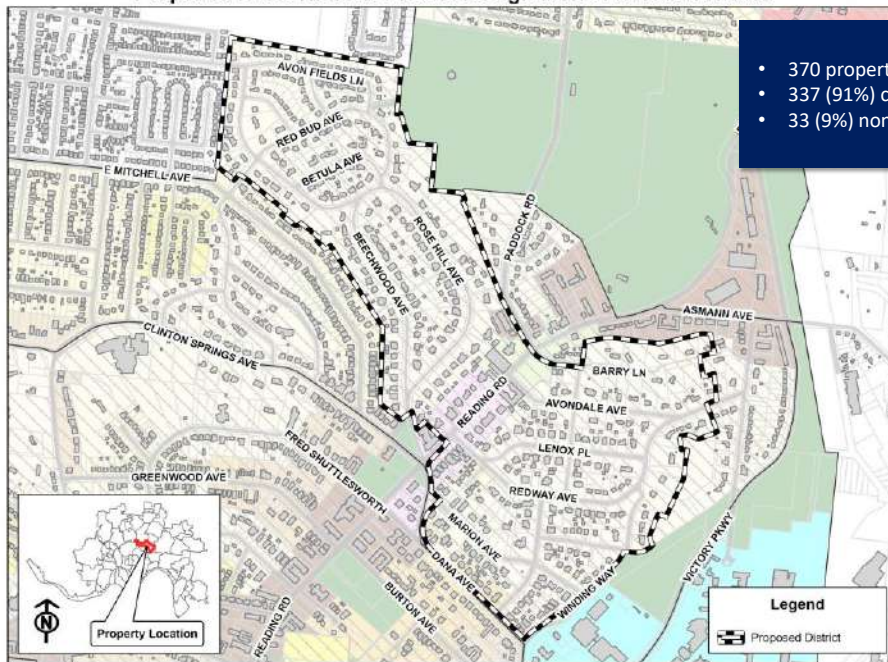 • 370
• 337 (91%)
• 33 (9%)
AVON FIELDS LN
RED BUD AVE
BETULA AVE
E MITCHELL AVE
BEECHWOOD AVE
ROSE HILL AVE
PADDOCK RD
CLINTON SPRINGS AVE
READING RD
ASMANN AVE
BARRY LN
AVONDALE AVE
LENOX PL
REDWAY AVE
FRED SHUTTLESWORTH
GREENWOOD AVE
MARION AVE
DANA AVE
WINDING WAY
VICTORY PKWY
BURTON AVE
READING RD
N
Property Location
Legend
Proposed District